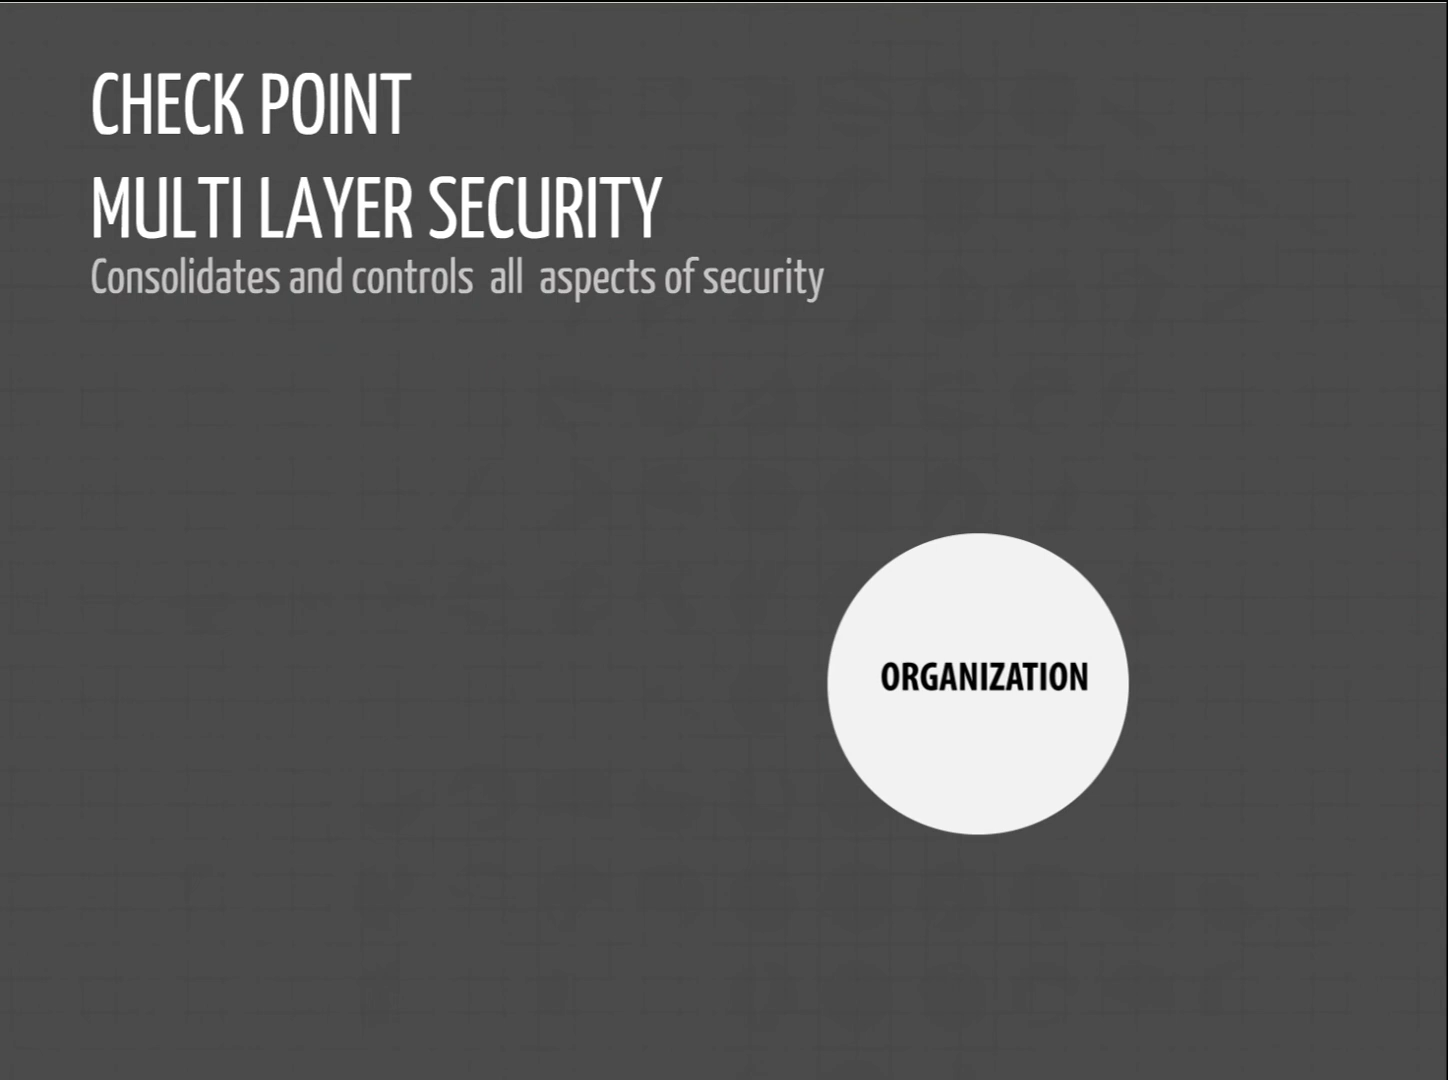 CHECK POINT
MULTI LAYER SECURITY
Consolidates and controls all aspects of security
ORGANIZATION